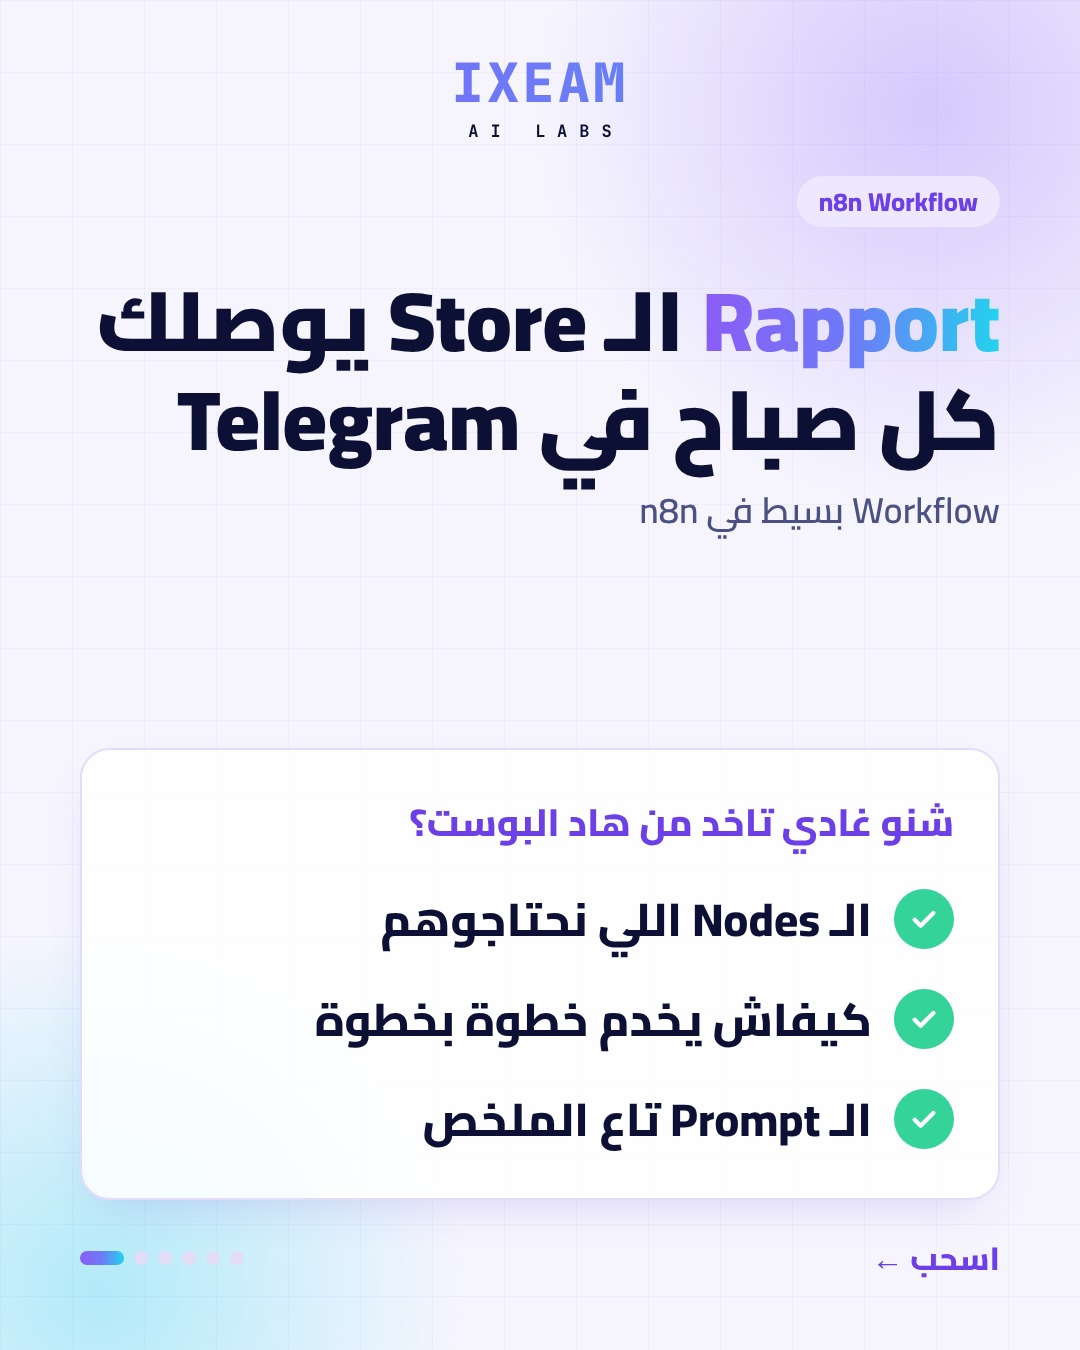 IXEAM
AI LABS
n8n Workflow
Rapport الـ Store يوصلك
كل صباح في Telegram
Workflow بسيط في n8n
شنو غادي تاخد من هاد البوست؟
الـ Nodes اللي نحتاجوهم
كيفاش يخدم خطوة بخطوة
الـ Prompt تاع الملخص
اسحب ←